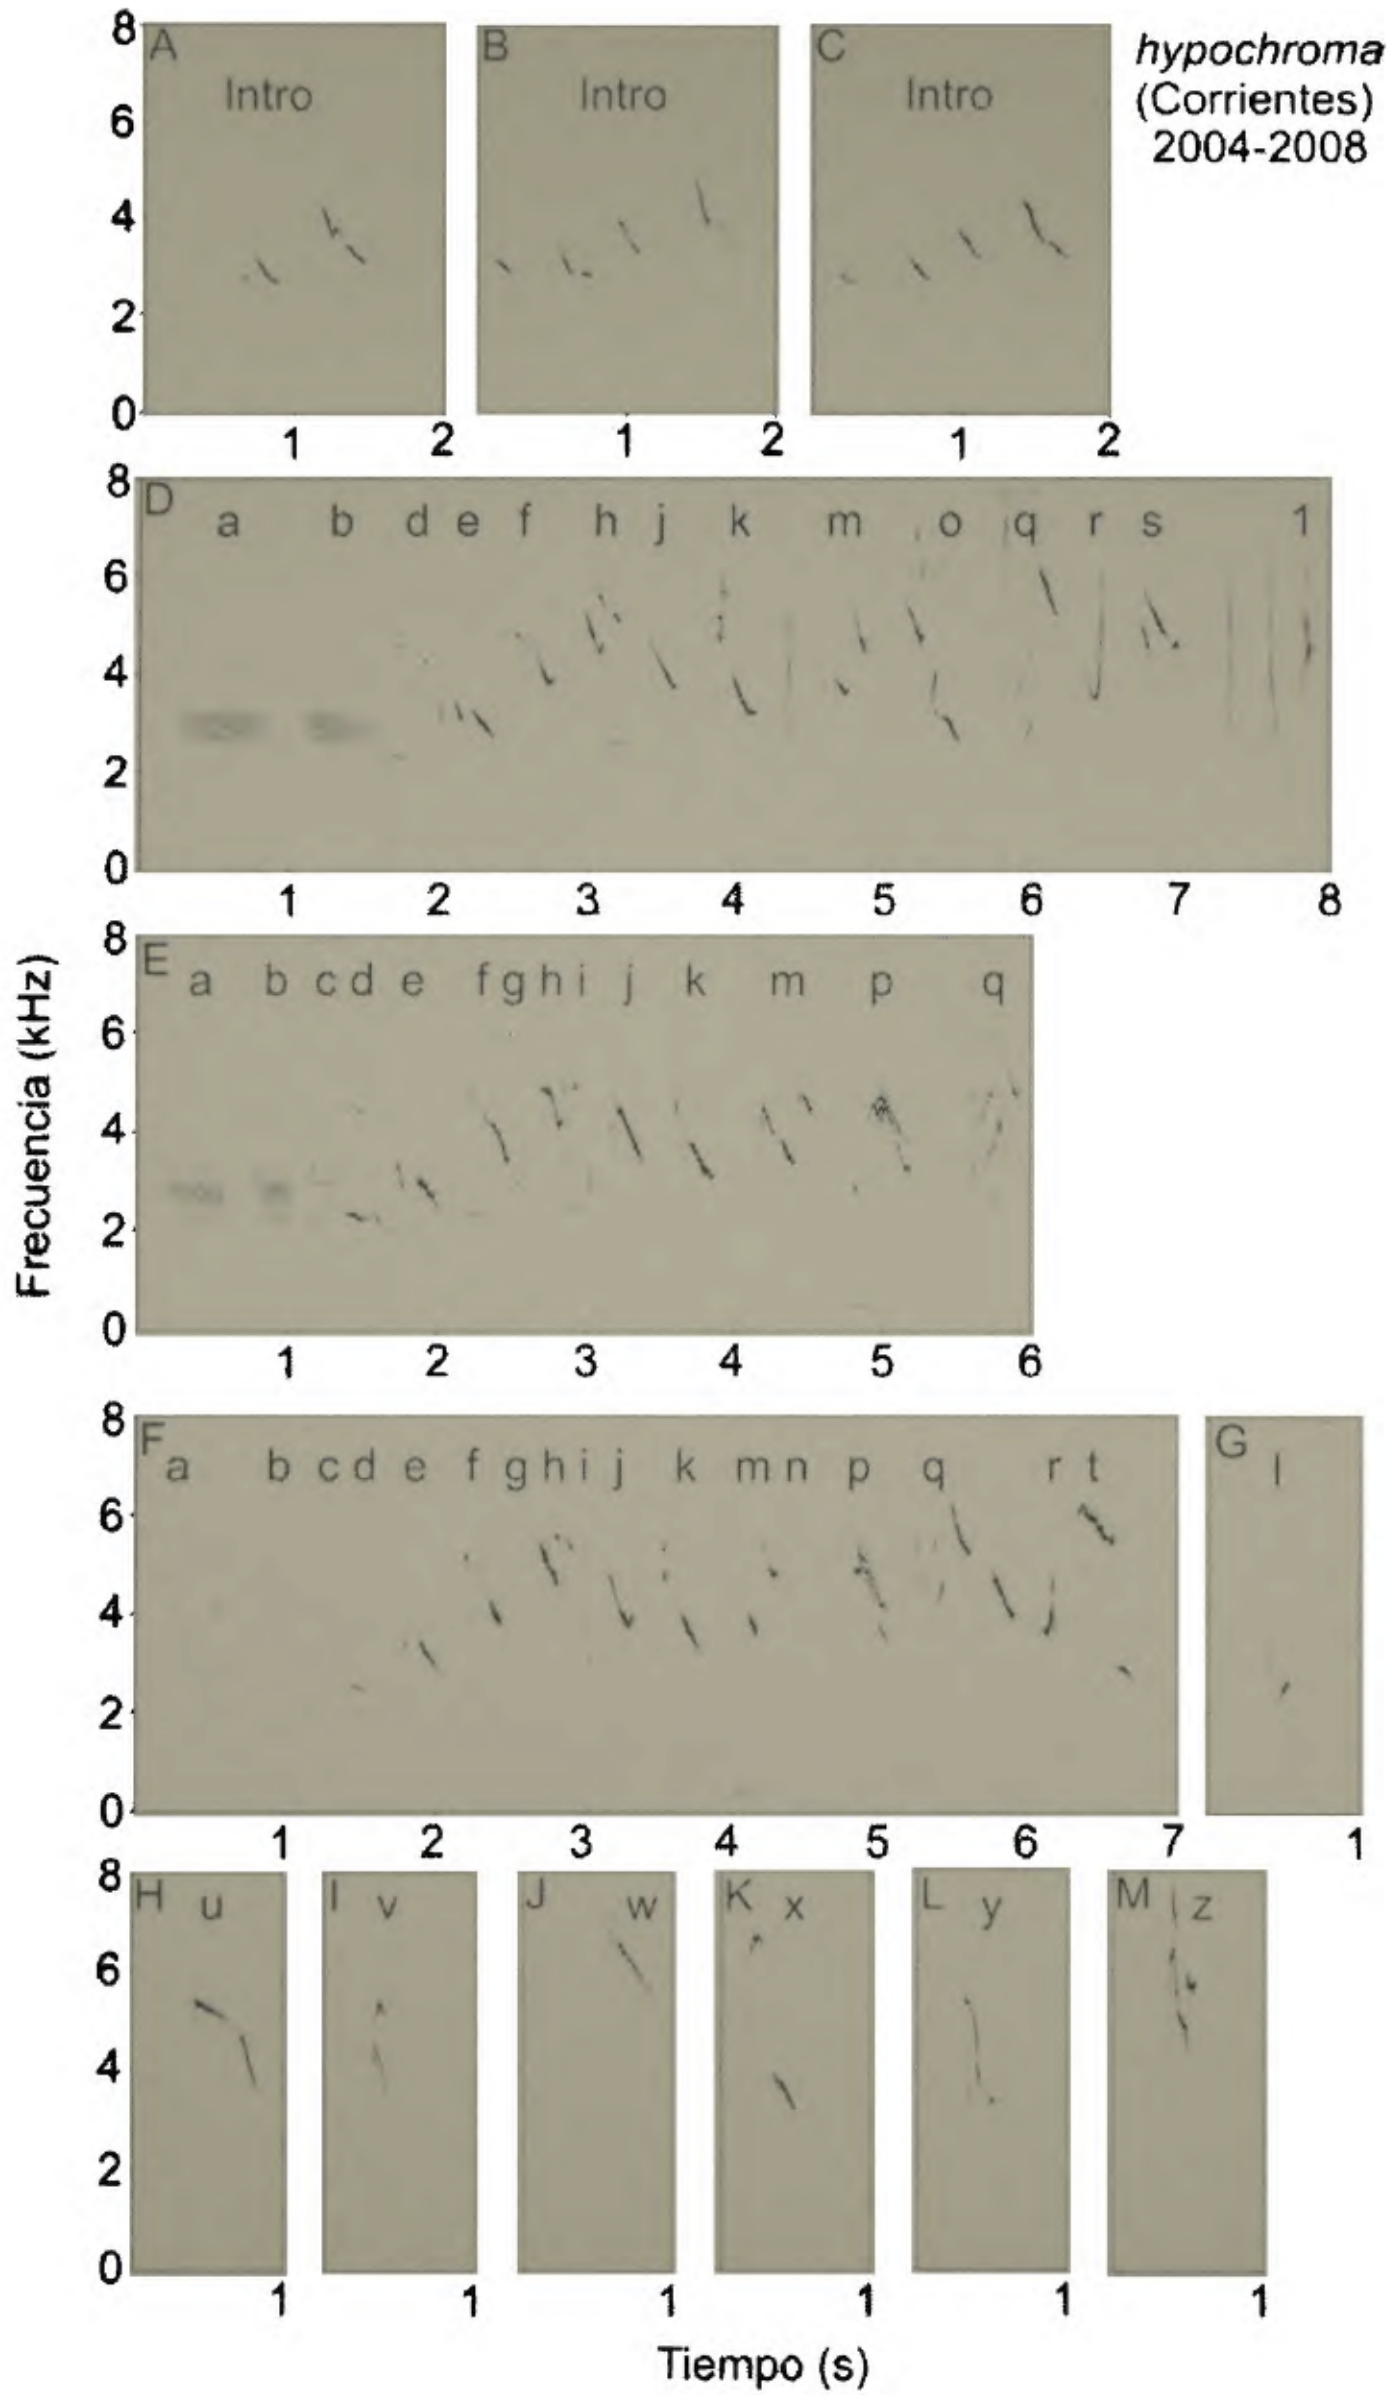 hypochroma
(Corrientes)
2004-2008
8 A B C
Intro Intro Intro
6
4
2
0
1 2 1 2 1 2
8 D
a b d e f h j k m o q r s 1
6
4
2
0
1 2 3 4 5 6 7 8
Frecuencia (kHz)
8 E
a b c d e f g h i j k m p q
6
4
2
0
1 2 3 4 5 6
8 F G
a b c d e f g h i j k m n p q r t l
6
4
2
0
1 2 3 4 5 6 7 1
8 H u I v J w K x L y M z
6
4
2
0
1 1 1 1 1 1
Tiempo (s)